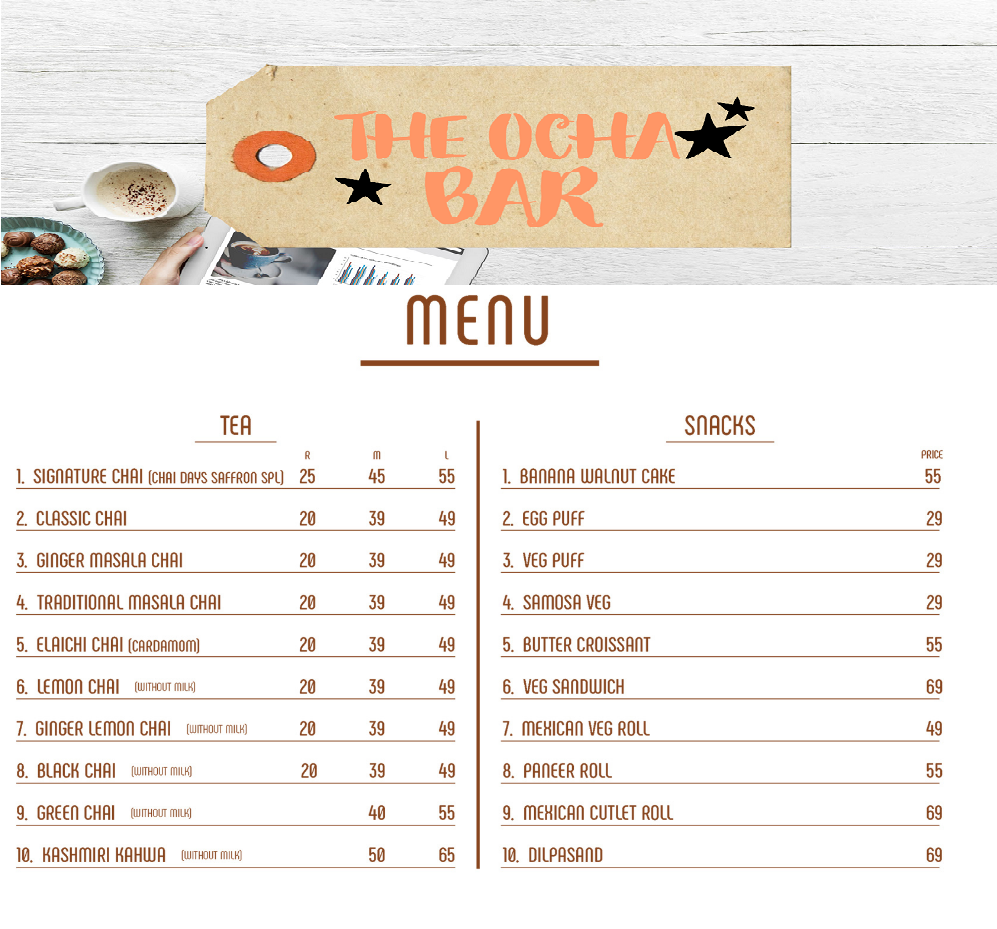 THE OCHA
BAR
MENU
TEA
R M L
1. SIGNATURE CHAI (CHAI DAYS SAFFRON SPL) 25 45 55
2. CLASSIC CHAI 20 39 49
3. GINGER MASALA CHAI 20 39 49
4. TRADITIONAL MASALA CHAI 20 39 49
5. ELAICHI CHAI (CARDAMOM) 20 39 49
6. LEMON CHAI (WITHOUT MILK) 20 39 49
7. GINGER LEMON CHAI (WITHOUT MILK) 20 39 49
8. BLACK CHAI (WITHOUT MILK) 20 39 49
9. GREEN CHAI (WITHOUT MILK) 40 55
10. KASHMIRI KAHWA (WITHOUT MILK) 50 65
SNACKS
PRICE
1. BANANA WALNUT CAKE 55
2. EGG PUFF 29
3. VEG PUFF 29
4. SAMOSA VEG 29
5. BUTTER CROISSANT 55
6. VEG SANDWICH 69
7. MEXICAN VEG ROLL 49
8. PANEER ROLL 55
9. MEXICAN CUTLET ROLL 69
10. DILPASAND 69